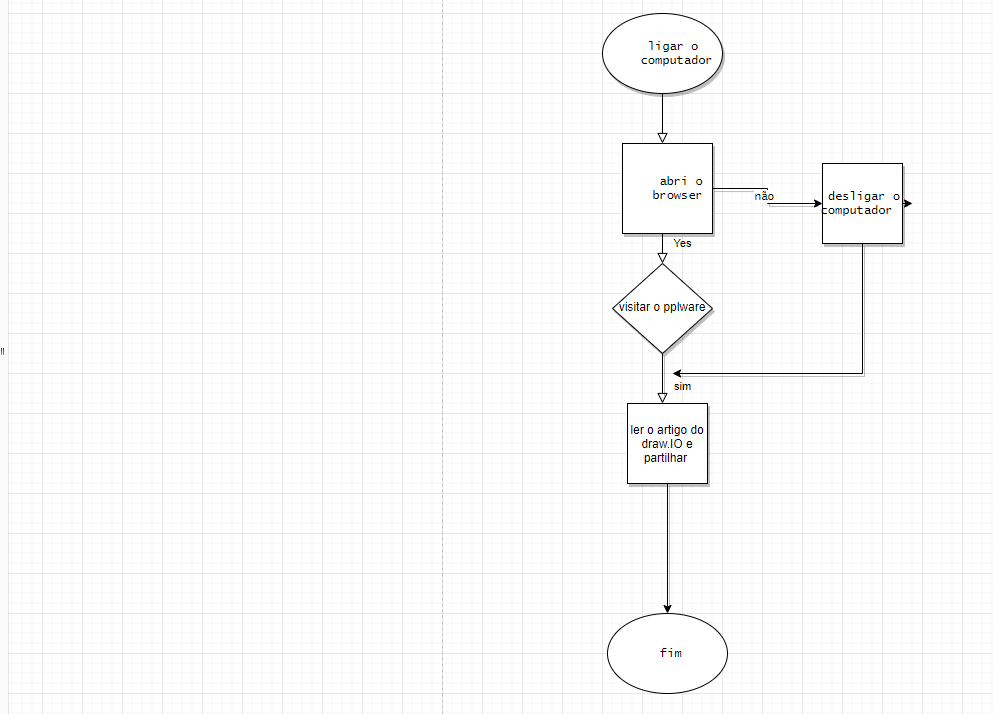 ligar o
computador
abri o
browser
não
desligar o
computador
Yes
visitar o pplware
sim
ler o artigo do
draw.IO e
partilhar
fim